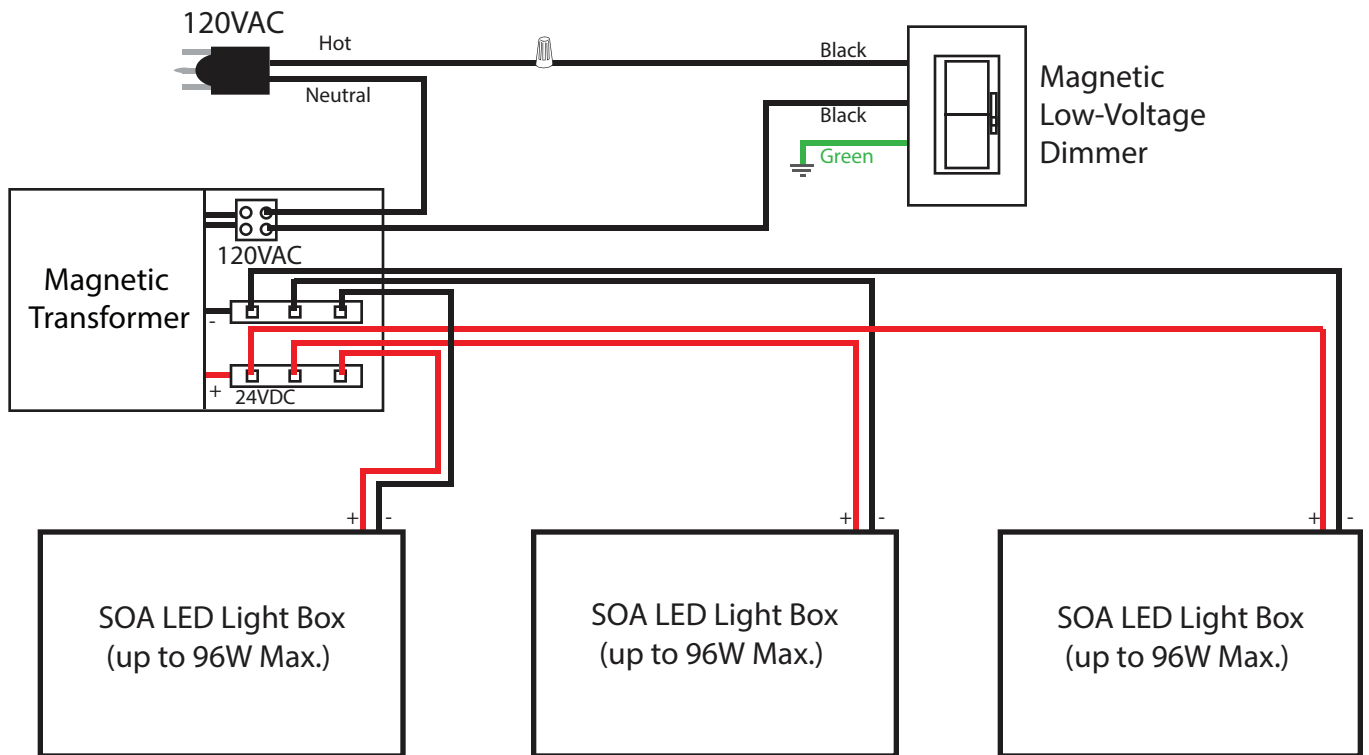 120VAC
Hot
Neutral
Black
Black
Green
Magnetic
Low-Voltage
Dimmer
120VAC
Magnetic
Transformer
-
+
24VDC
+ -
+ -
+ -
SOA LED Light Box
(up to 96W Max.)
SOA LED Light Box
(up to 96W Max.)
SOA LED Light Box
(up to 96W Max.)